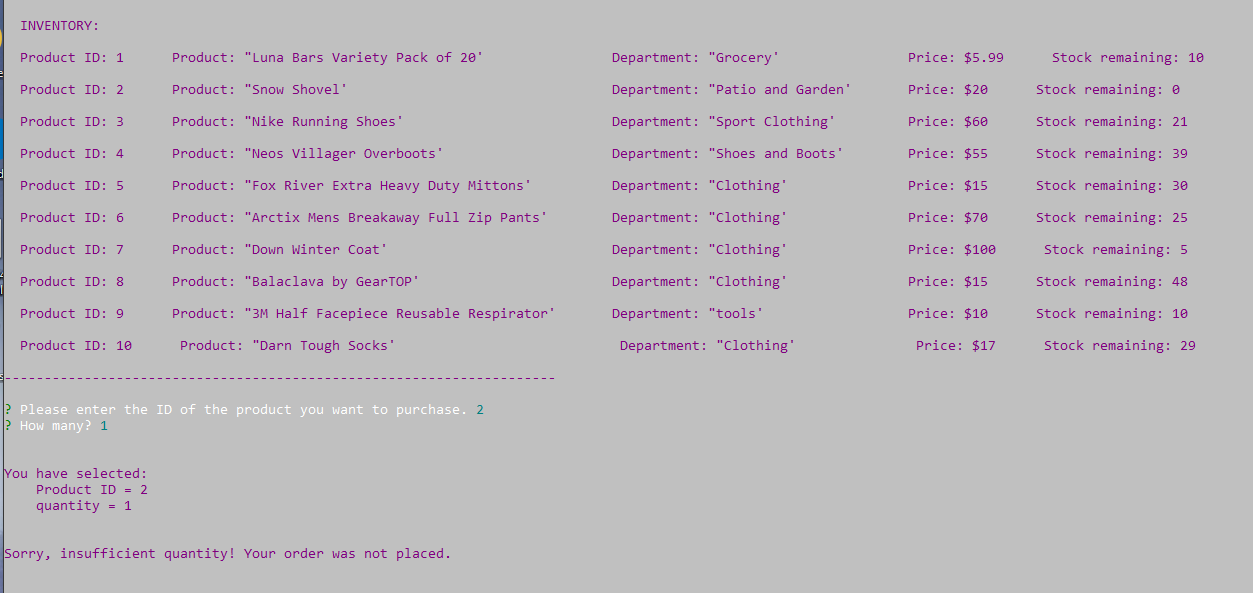 INVENTORY:
Product ID: 1 Product: "Luna Bars Variety Pack of 20' Department: "Grocery' Price: $5.99 Stock remaining: 10
Product ID: 2 Product: "Snow Shovel' Department: "Patio and Garden' Price: $20 Stock remaining: 0
Product ID: 3 Product: "Nike Running Shoes' Department: "Sport Clothing' Price: $60 Stock remaining: 21
Product ID: 4 Product: "Neos Villager Overboots' Department: "Shoes and Boots' Price: $55 Stock remaining: 39
Product ID: 5 Product: "Fox River Extra Heavy Duty Mittons' Department: "Clothing' Price: $15 Stock remaining: 30
Product ID: 6 Product: "Arctix Mens Breakaway Full Zip Pants' Department: "Clothing' Price: $70 Stock remaining: 25
Product ID: 7 Product: "Down Winter Coat' Department: "Clothing' Price: $100 Stock remaining: 5
Product ID: 8 Product: "Balaclava by GearTOP' Department: "Clothing' Price: $15 Stock remaining: 48
Product ID: 9 Product: "3M Half Facepiece Reusable Respirator' Department: "tools' Price: $10 Stock remaining: 10
Product ID: 10 Product: "Darn Tough Socks' Department: "Clothing' Price: $17 Stock remaining: 29
---------------------------------------------------------------------
? Please enter the ID of the product you want to purchase. 2
? How many? 1
You have selected:
Product ID = 2
quantity = 1
Sorry, insufficient quantity! Your order was not placed.